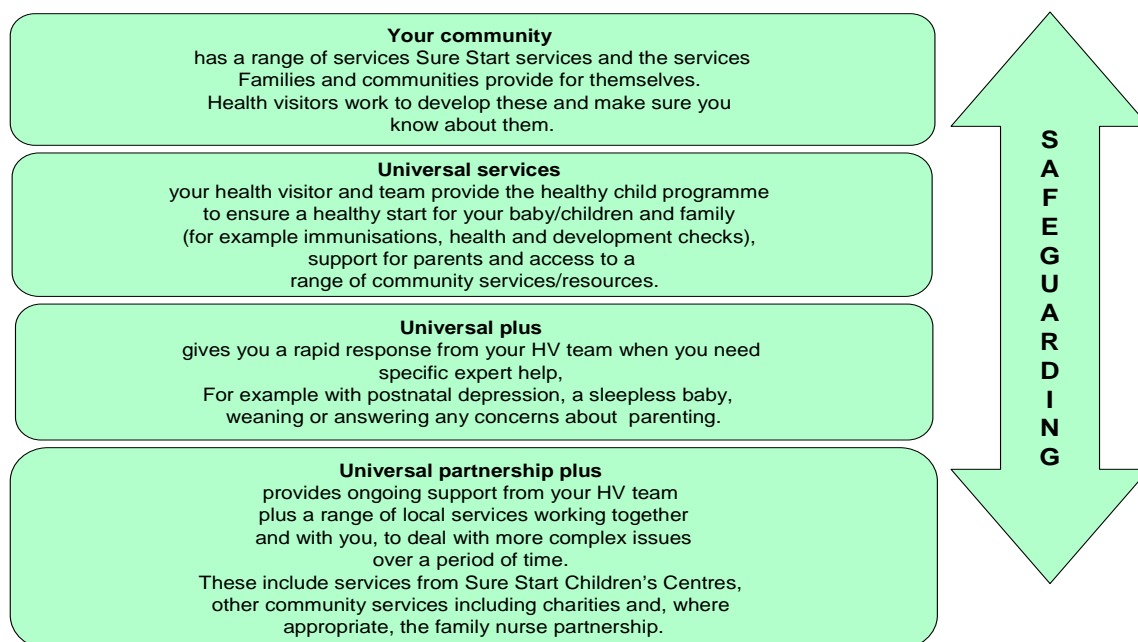 Your community
has a range of services Sure Start services and the services
Families and communities provide for themselves.
Health visitors work to develop these and make sure you
know about them.
Universal services
your health visitor and team provide the healthy child programme
to ensure a healthy start for your baby/children and family
(for example immunisations, health and development checks),
support for parents and access to a
range of community services/resources.
Universal plus
gives you a rapid response from your HV team when you need
specific expert help,
For example with postnatal depression, a sleepless baby,
weaning or answering any concerns about  parenting.
Universal partnership plus
provides ongoing support from your HV team
plus a range of local services working together
and with you, to deal with more complex issues
over a period of time.
These include services from Sure Start Children's Centres,
other community services including charities and, where
appropriate, the family nurse partnership.
SAFEGUARDING